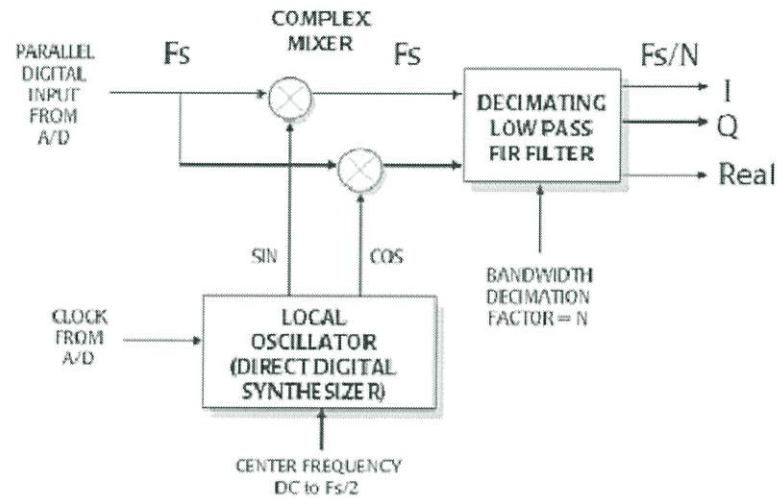 COMPLEX
MIXER
PARALLEL
DIGITAL
INPUT
FROM
A/D
Fs
Fs
Fs/N
DECIMATING
LOW PASS
FIR FILTER
I
Q
Real
SIN
COS
BANDWIDTH
DECIMATION
FACTOR = N
CLOCK
FROM
A/D
LOCAL
OSCILLATOR
(DIRECT DIGITAL
SYNTHESIZER)
CENTER FREQUENCY
DC to Fs/2